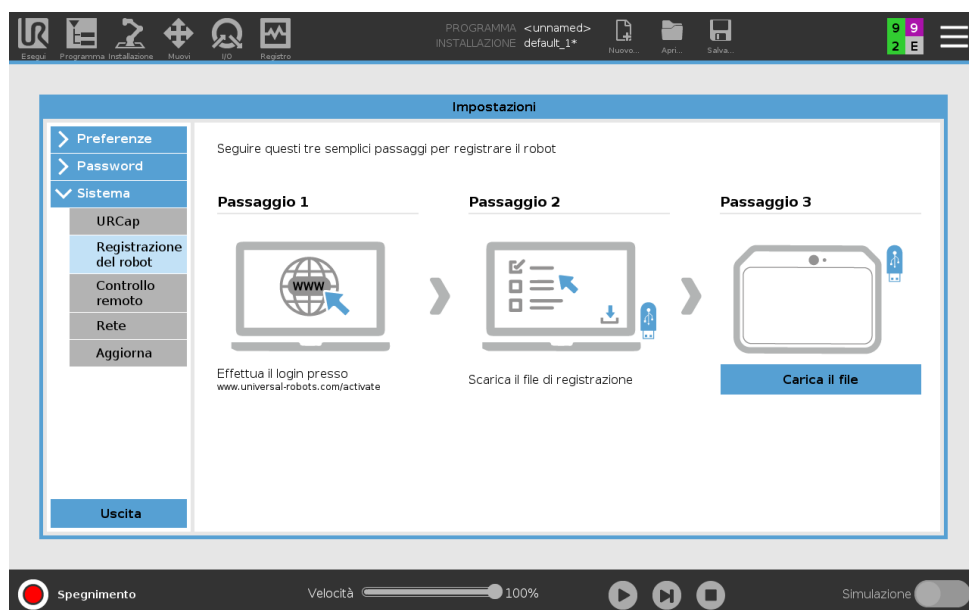 UR
Esegui
Programma
Installazione
Muovi
I/O
Registro
PROGRAMMA <unnamed>
INSTALLAZIONE default_1*
Nuovo...
Apri...
Salva...
9 9
2 E
Impostazioni
Preferenze
Password
Sistema
URCap
Registrazione
del robot
Controllo
remoto
Rete
Aggiorna
Uscita
Seguire questi tre semplici passaggi per registrare il robot
Passaggio 1
www
Effettua il login presso
www.universal-robots.com/activate
Passaggio 2
Scarica il file di registrazione
Passaggio 3
Carica il file
Spegnimento
Velocità
100%
Simulazione